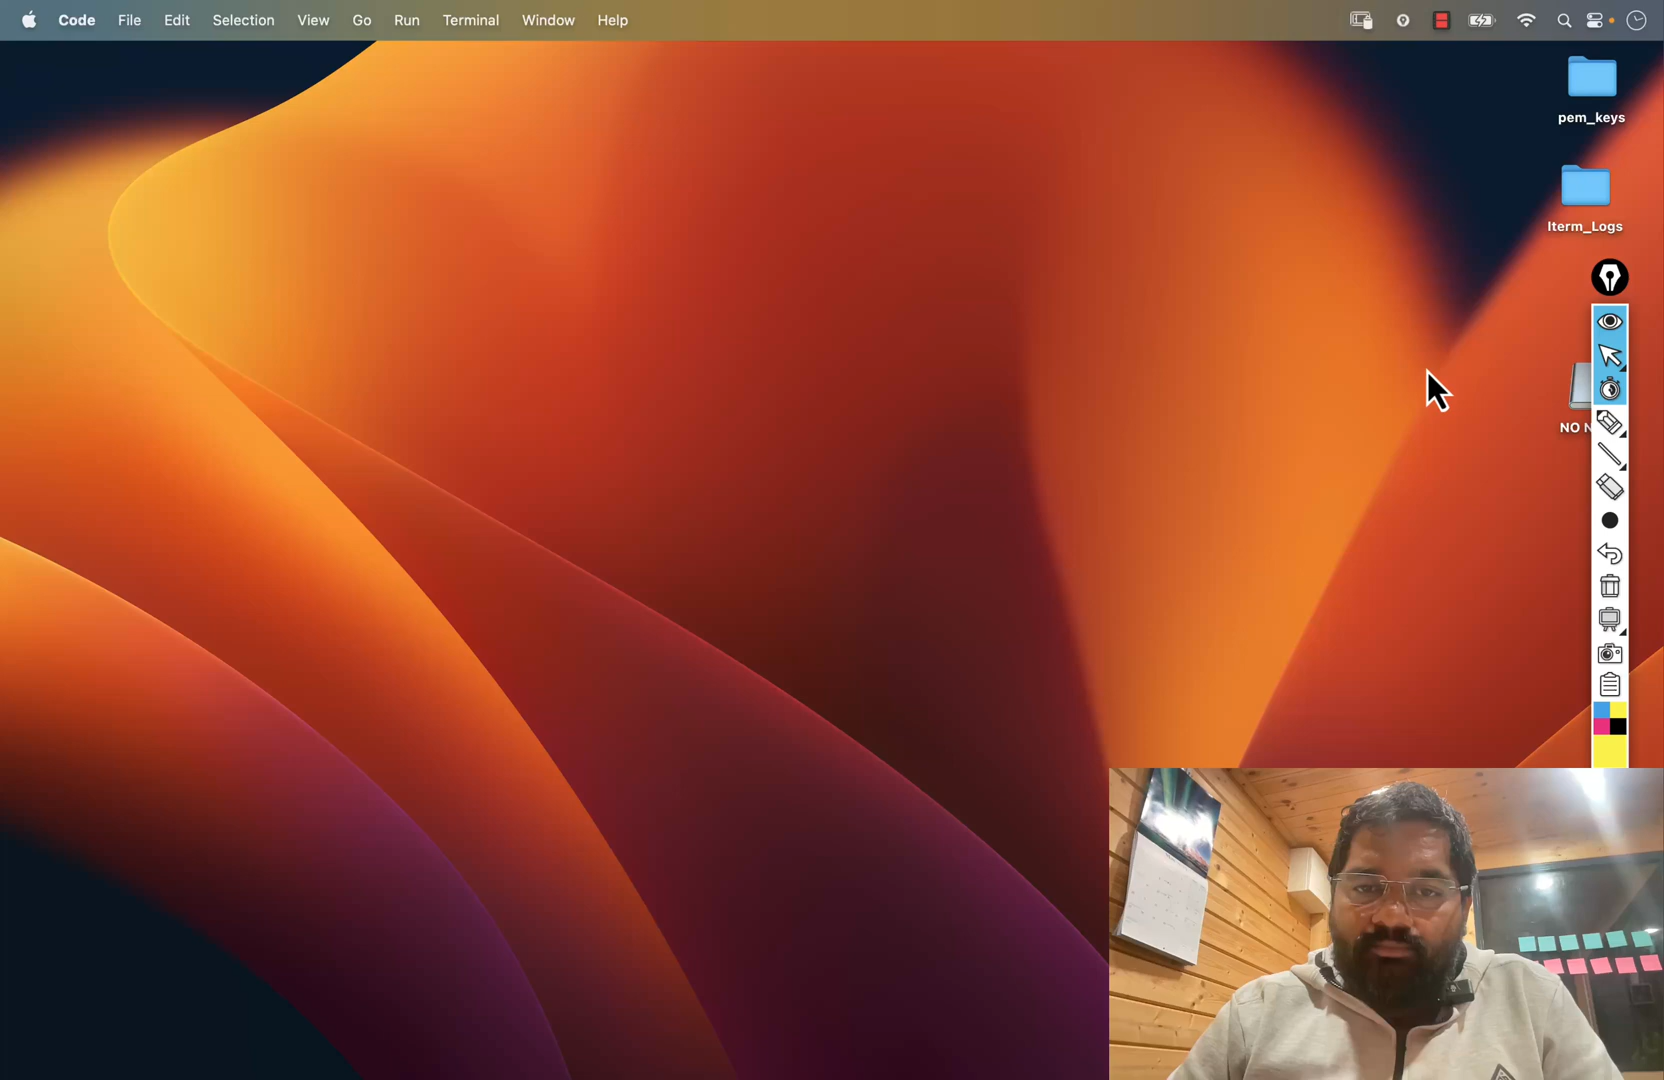 Code File Edit Selection View Go Run Terminal Window Help
pem_keys
Iterm_Logs
NO N